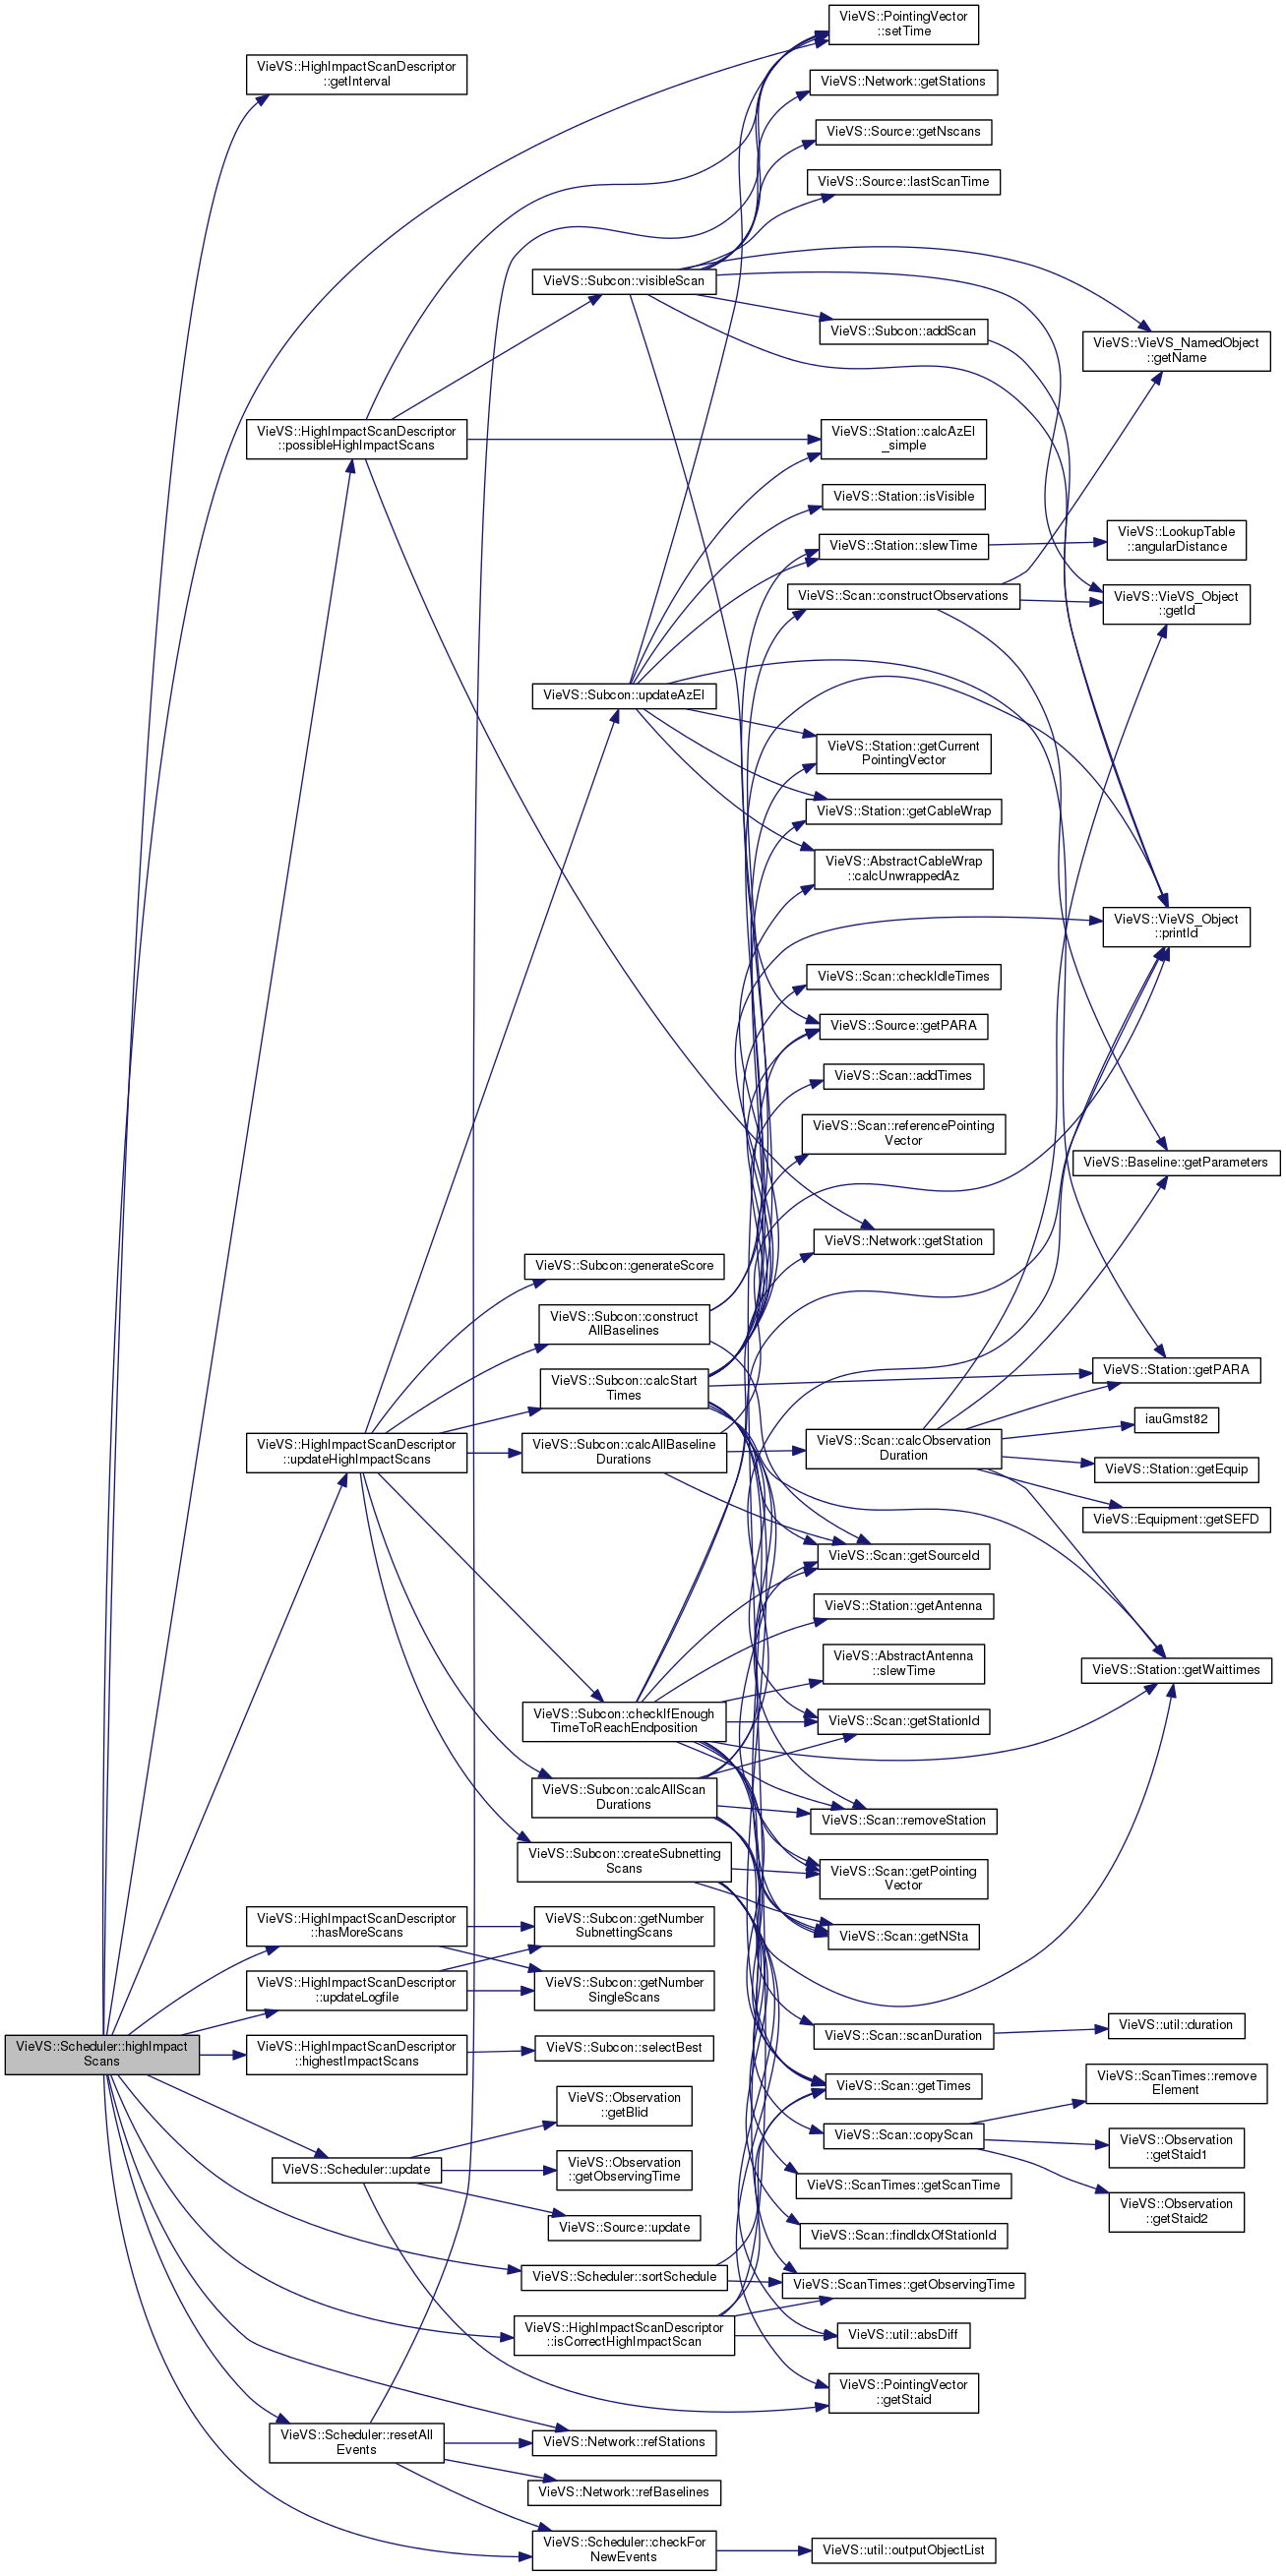 VieVS::PointingVector
::setTime
VieVS::HighImpactScanDescriptor
::getInterval
VieVS::Network::getStations
VieVS::Source::getNscans
VieVS::Source::lastScanTime
VieVS::Subcon::visibleScan
VieVS::Subcon::addScan
VieVS::VieVS_NamedObject
::getName
VieVS::HighImpactScanDescriptor
::possibleHighImpactScans
VieVS::Station::calcAzEl
_simple
VieVS::Station::isVisible
VieVS::Station::slewTime
VieVS::LookupTable
::angularDistance
VieVS::Scan::constructObservations
VieVS::VieVS_Object
::getId
VieVS::Subcon::updateAzEl
VieVS::Station::getCurrent
PointingVector
VieVS::Station::getCableWrap
VieVS::AbstractCableWrap
::calcUnwrappedAz
VieVS::VieVS_Object
::printId
VieVS::Scan::checkIdleTimes
VieVS::Source::getPARA
VieVS::Scan::addTimes
VieVS::Scan::referencePointing
Vector
VieVS::Baseline::getParameters
VieVS::Network::getStation
VieVS::Subcon::generateScore
VieVS::Subcon::construct
AllBaselines
VieVS::Subcon::calcStart
Times
VieVS::Station::getPARA
iauGmst82
VieVS::HighImpactScanDescriptor
::updateHighImpactScans
VieVS::Subcon::calcAllBaseline
Durations
VieVS::Scan::calcObservation
Duration
VieVS::Station::getEquip
VieVS::Equipment::getSEFD
VieVS::Scan::getSourceId
VieVS::Station::getAntenna
VieVS::AbstractAntenna
::slewTime
VieVS::Station::getWaittimes
VieVS::Subcon::checkIfEnough
TimeToReachEndposition
VieVS::Scan::getStationId
VieVS::Subcon::calcAllScan
Durations
VieVS::Scan::removeStation
VieVS::Subcon::createSubnetting
Scans
VieVS::Scan::getPointing
Vector
VieVS::HighImpactScanDescriptor
::hasMoreScans
VieVS::Subcon::getNumber
SubnettingScans
VieVS::Scan::getNSta
VieVS::HighImpactScanDescriptor
::updateLogfile
VieVS::Subcon::getNumber
SingleScans
VieVS::Scheduler::highImpact
Scans
VieVS::HighImpactScanDescriptor
::highestImpactScans
VieVS::Subcon::selectBest
VieVS::Scan::scanDuration
VieVS::util::duration
VieVS::Observation
::getBlid
VieVS::Scan::getTimes
VieVS::ScanTimes::remove
Element
VieVS::Scan::copyScan
VieVS::Observation
::getStaid1
VieVS::Scheduler::update
VieVS::Observation
::getObservingTime
VieVS::ScanTimes::getScanTime
VieVS::Observation
::getStaid2
VieVS::Source::update
VieVS::Scan::findIdxOfStationId
VieVS::Scheduler::sortSchedule
VieVS::ScanTimes::getObservingTime
VieVS::HighImpactScanDescriptor
::isCorrectHighImpactScan
VieVS::util::absDiff
VieVS::PointingVector
::getStaid
VieVS::Scheduler::resetAll
Events
VieVS::Network::refStations
VieVS::Network::refBaselines
VieVS::Scheduler::checkFor
NewEvents
VieVS::util::outputObjectList